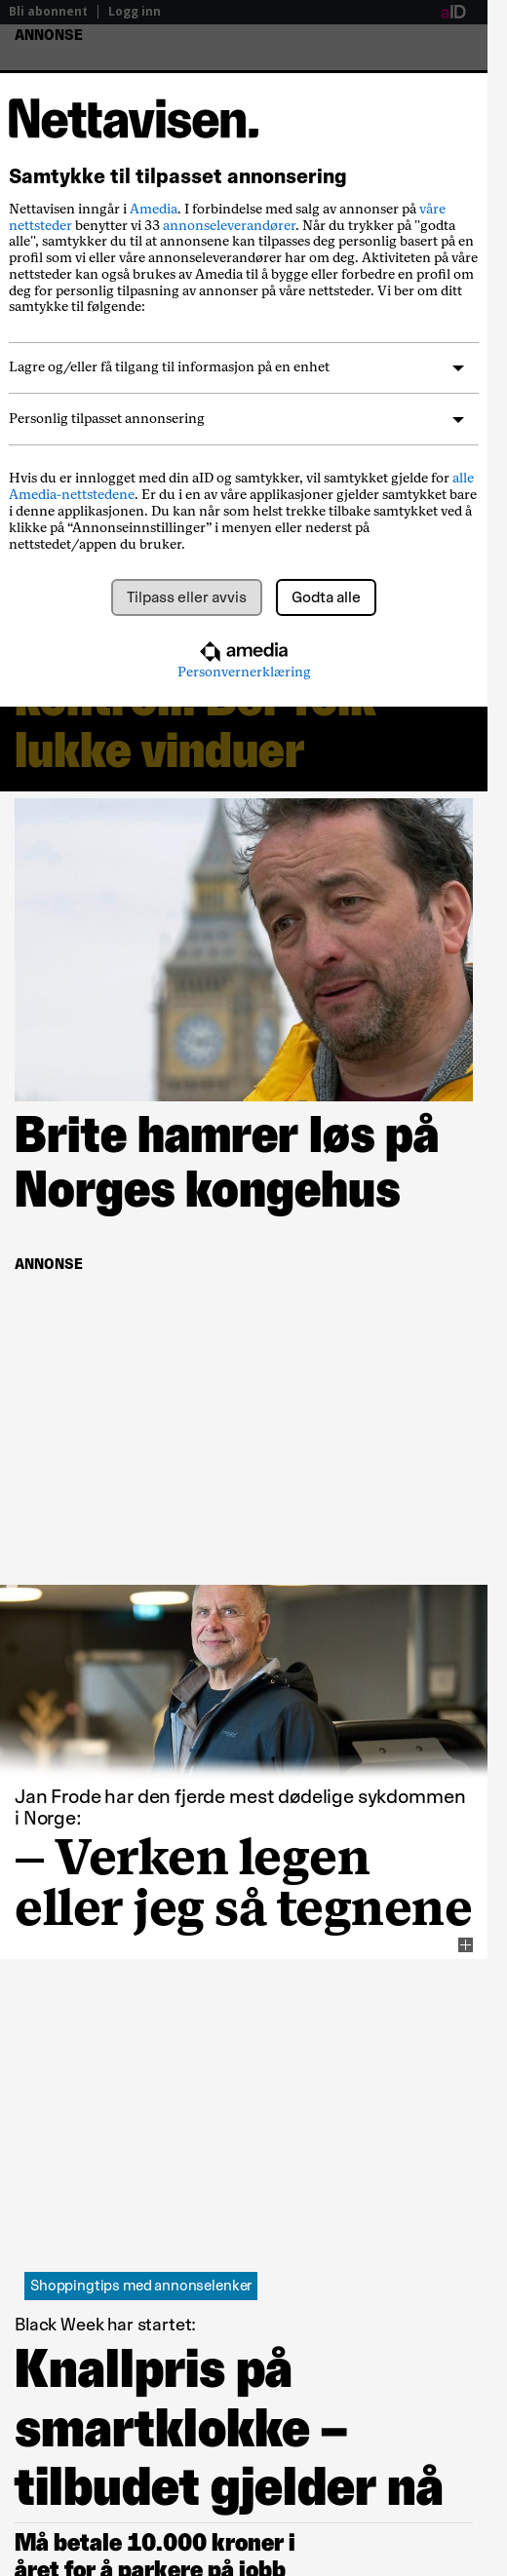 Bli abonnent | Logg inn
aID
ANNONSE
Nettavisen.
Samtykke til tilpasset annonsering
Nettavisen inngår i Amedia. I forbindelse med salg av annonser på våre
nettsteder benytter vi 33 annonseleverandører. Når du trykker på "godta
alle", samtykker du til at annonsene kan tilpasses deg personlig basert på en
profil som vi eller våre annonseleverandører har om deg. Aktiviteten på våre
nettsteder kan også brukes av Amedia til å bygge eller forbedre en profil om
deg for personlig tilpasning av annonser på våre nettsteder. Vi ber om ditt
samtykke til følgende:
Lagre og/eller få tilgang til informasjon på en enhet
Personlig tilpasset annonsering
Hvis du er innlogget med din aID og samtykker, vil samtykket gjelde for alle
Amedia-nettstedene. Er du i en av våre applikasjoner gjelder samtykket bare
i denne applikasjonen. Du kan når som helst trekke tilbake samtykket ved å
klikke på “Annonseinnstillinger” i menyen eller nederst på
nettstedet/appen du bruker.
Tilpass eller avvis
Godta alle
amedia
Personvernerklæring
lukke vinduer
Brite hamrer løs på
Norges kongehus
ANNONSE
Jan Frode har den fjerde mest dødelige sykdommen
i Norge:
– Verken legen
eller jeg så tegnene
Shoppingtips med annonselenker
Black Week har startet:
Knallpris på
smartklokke –
tilbudet gjelder nå
Må betale 10.000 kroner i
året for å parkere på jobb